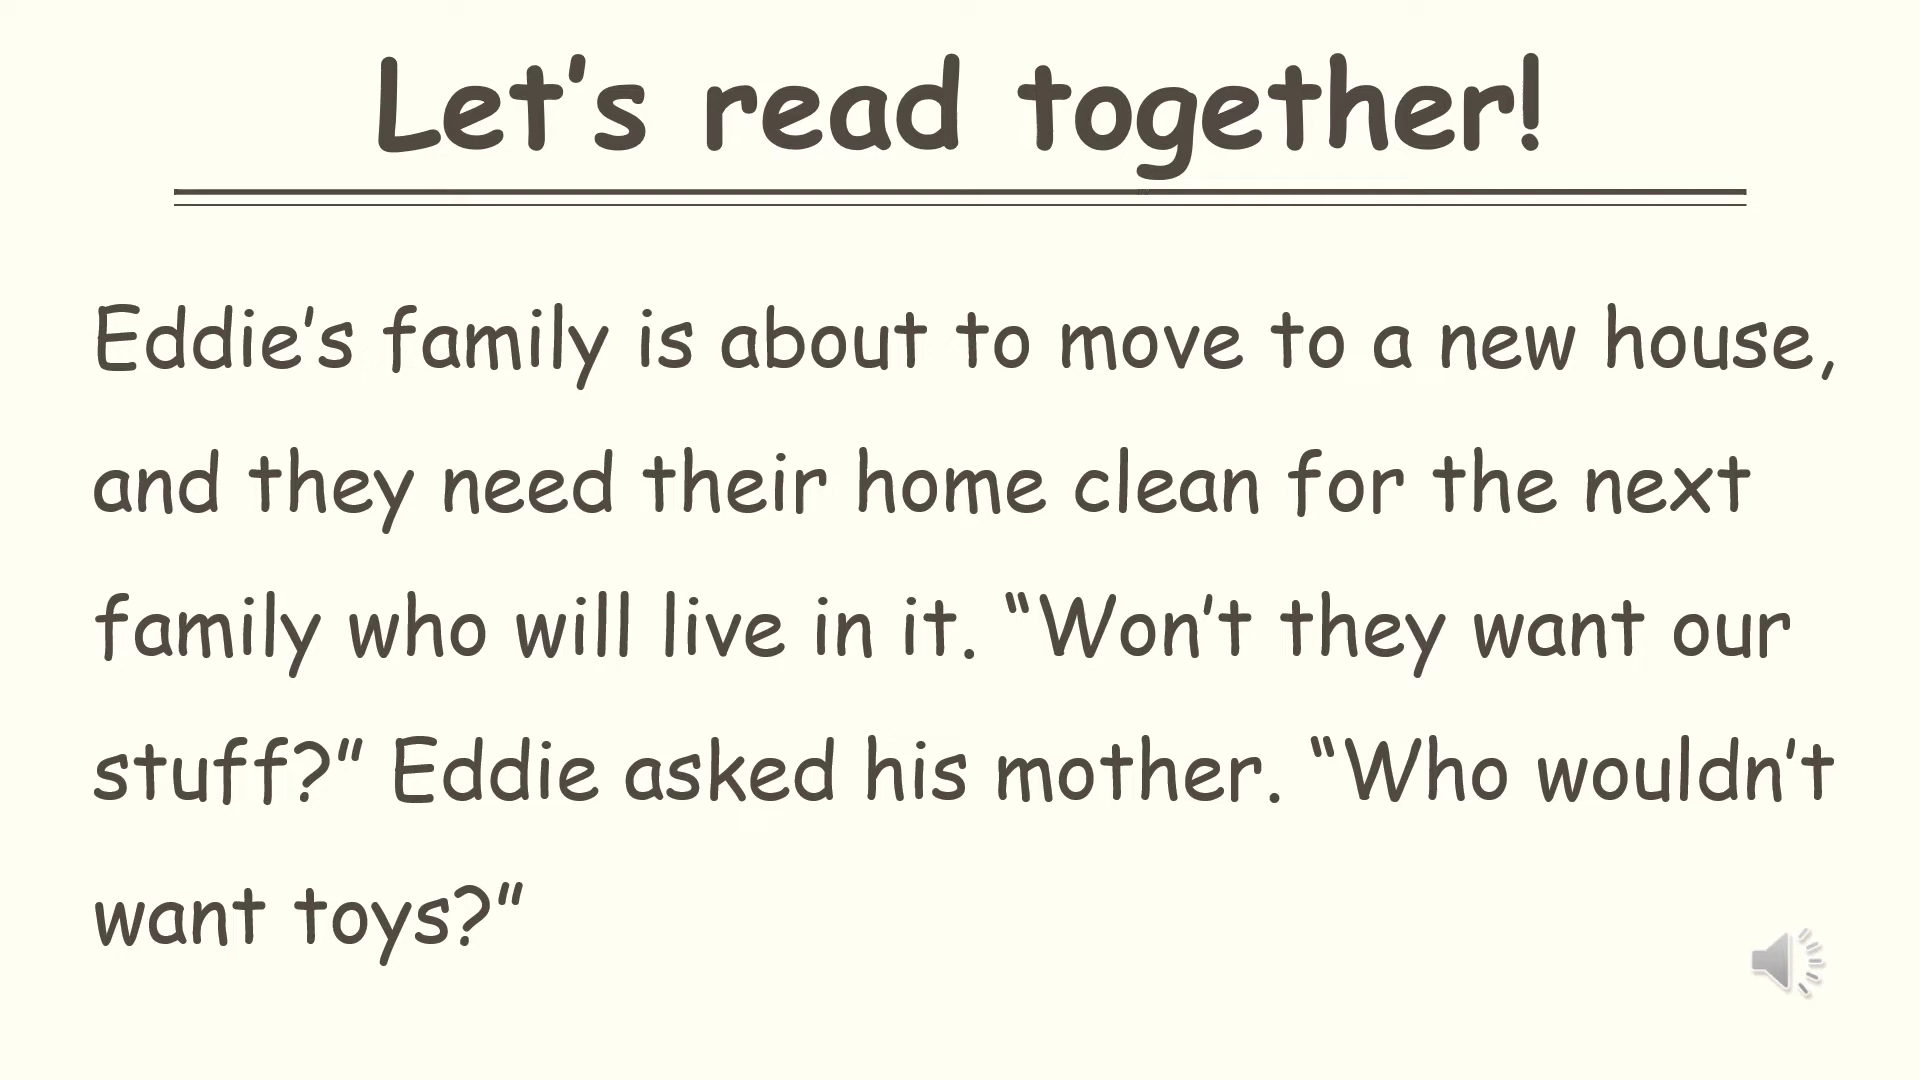 Let’s read together!
Eddie’s family is about to move to a new house,
and they need their home clean for the next
family who will live in it. “Won’t they want our
stuff?” Eddie asked his mother. “Who wouldn’t
want toys?”